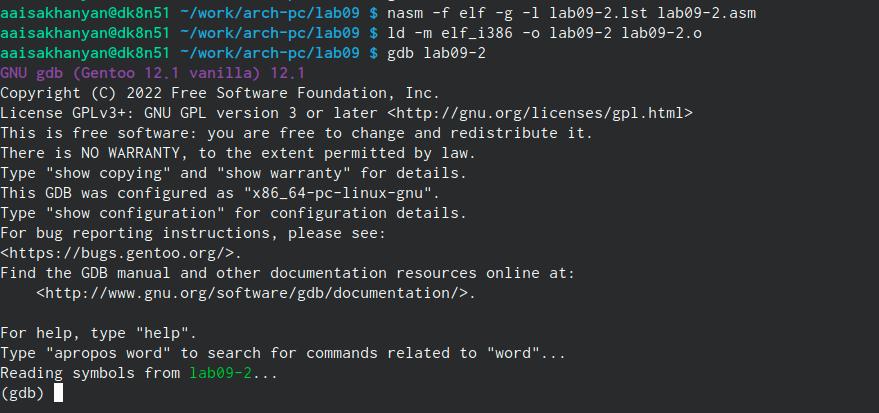 aaisakhanyan@dk8n51 ~/work/arch-pc/lab09 $ nasm -f elf -g -l lab09-2.lst lab09-2.asm
aaisakhanyan@dk8n51 ~/work/arch-pc/lab09 $ ld -m elf_i386 -o lab09-2 lab09-2.o
aaisakhanyan@dk8n51 ~/work/arch-pc/lab09 $ gdb lab09-2
GNU gdb (Gentoo 12.1 vanilla) 12.1
Copyright (C) 2022 Free Software Foundation, Inc.
License GPLv3+: GNU GPL version 3 or later <http://gnu.org/licenses/gpl.html>
This is free software: you are free to change and redistribute it.
There is NO WARRANTY, to the extent permitted by law.
Type "show copying" and "show warranty" for details.
This GDB was configured as "x86_64-pc-linux-gnu".
Type "show configuration" for configuration details.
For bug reporting instructions, please see:
<https://bugs.gentoo.org/>.
Find the GDB manual and other documentation resources online at:
    <http://www.gnu.org/software/gdb/documentation/>.

For help, type "help".
Type "apropos word" to search for commands related to "word"...
Reading symbols from lab09-2...
(gdb)